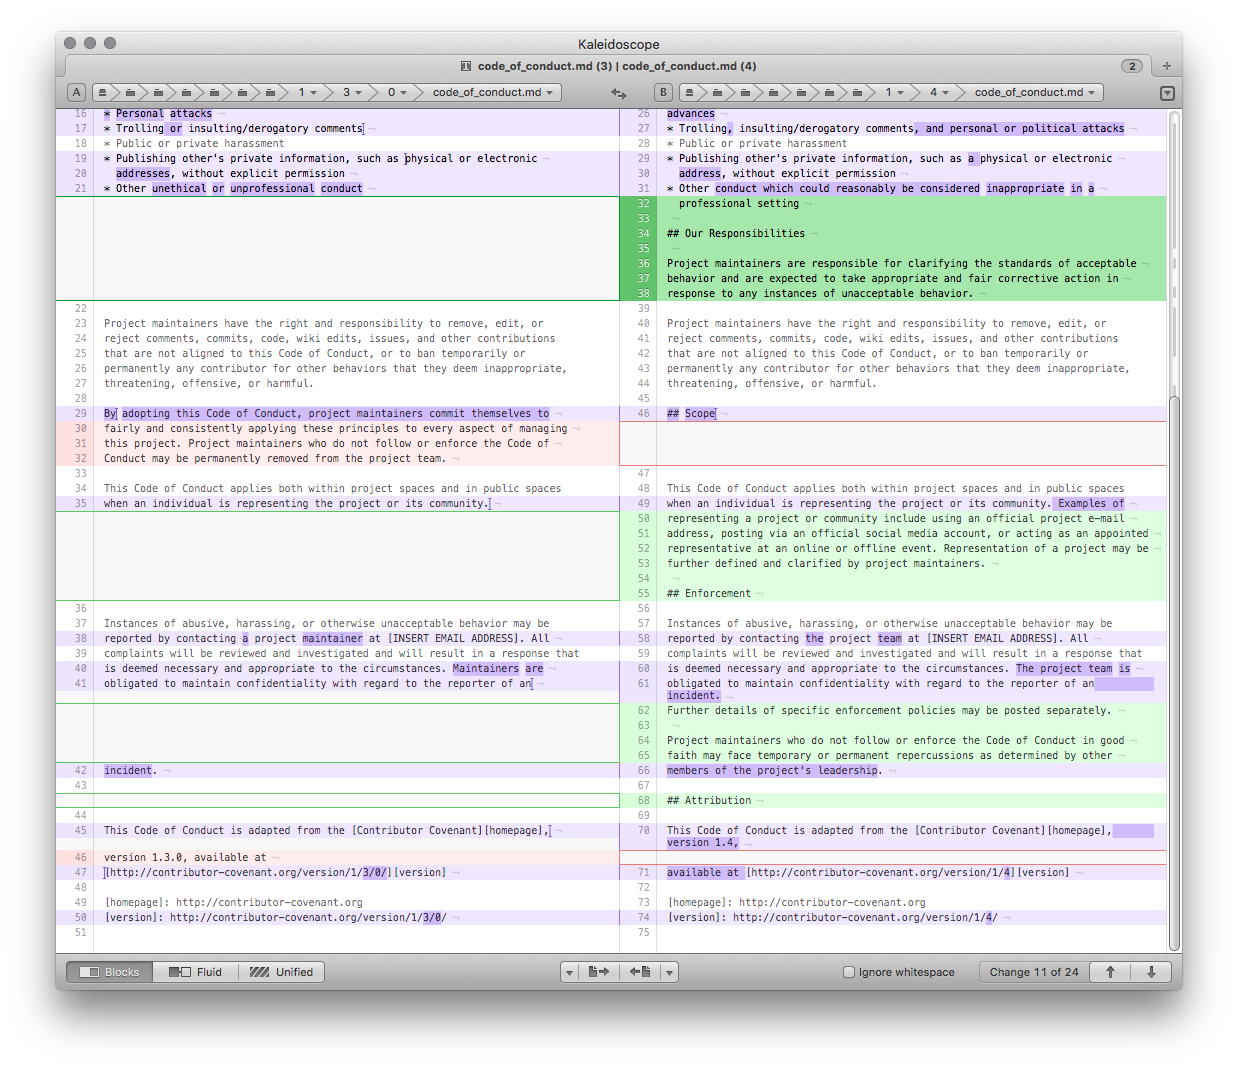 Kaleidoscope
code_of_conduct.md (3) | code_of_conduct.md (4)
2
A 1 3 0 code_of_conduct.md
B 1 4 code_of_conduct.md
16 * Personal attacks
17 * Trolling or insulting/derogatory comments
18 * Public or private harassment
19 * Publishing other's private information, such as physical or electronic
20 addresses, without explicit permission
21 * Other unethical or unprofessional conduct
22
23 Project maintainers have the right and responsibility to remove, edit, or
24 reject comments, commits, code, wiki edits, issues, and other contributions
25 that are not aligned to this Code of Conduct, or to ban temporarily or
26 permanently any contributor for other behaviors that they deem inappropriate,
27 threatening, offensive, or harmful.
28
29 By adopting this Code of Conduct, project maintainers commit themselves to
30 fairly and consistently applying these principles to every aspect of managing
31 this project. Project maintainers who do not follow or enforce the Code of
32 Conduct may be permanently removed from the project team.
33
34 This Code of Conduct applies both within project spaces and in public spaces
35 when an individual is representing the project or its community.
36
37 Instances of abusive, harassing, or otherwise unacceptable behavior may be
38 reported by contacting a project maintainer at [INSERT EMAIL ADDRESS]. All
39 complaints will be reviewed and investigated and will result in a response that
40 is deemed necessary and appropriate to the circumstances. Maintainers are
41 obligated to maintain confidentiality with regard to the reporter of an
42 incident.
43
44
45 This Code of Conduct is adapted from the [Contributor Covenant][homepage],
46 version 1.3.0, available at
47 [http://contributor-covenant.org/version/1/3/0/][version]
48
49 [homepage]: http://contributor-covenant.org
50 [version]: http://contributor-covenant.org/version/1/3/0/
51
26 advances
27 * Trolling, insulting/derogatory comments, and personal or political attacks
28 * Public or private harassment
29 * Publishing other's private information, such as a physical or electronic
30 address, without explicit permission
31 * Other conduct which could reasonably be considered inappropriate in a
32 professional setting
33
34 ## Our Responsibilities
35
36 Project maintainers are responsible for clarifying the standards of acceptable
37 behavior and are expected to take appropriate and fair corrective action in
38 response to any instances of unacceptable behavior.
39
40 Project maintainers have the right and responsibility to remove, edit, or
41 reject comments, commits, code, wiki edits, issues, and other contributions
42 that are not aligned to this Code of Conduct, or to ban temporarily or
43 permanently any contributor for other behaviors that they deem inappropriate,
44 threatening, offensive, or harmful.
45
46 ## Scope
47
48 This Code of Conduct applies both within project spaces and in public spaces
49 when an individual is representing the project or its community. Examples of
50 representing a project or community include using an official project e-mail
51 address, posting via an official social media account, or acting as an appointed
52 representative at an online or offline event. Representation of a project may be
53 further defined and clarified by project maintainers.
54
55 ## Enforcement
56
57 Instances of abusive, harassing, or otherwise unacceptable behavior may be
58 reported by contacting the project team at [INSERT EMAIL ADDRESS]. All
59 complaints will be reviewed and investigated and will result in a response that
60 is deemed necessary and appropriate to the circumstances. The project team is
61 obligated to maintain confidentiality with regard to the reporter of an
incident.
62 Further details of specific enforcement policies may be posted separately.
63
64 Project maintainers who do not follow or enforce the Code of Conduct in good
65 faith may face temporary or permanent repercussions as determined by other
66 members of the project's leadership.
67
68 ## Attribution
69
70 This Code of Conduct is adapted from the [Contributor Covenant][homepage],
version 1.4,
71 available at [http://contributor-covenant.org/version/1/4][version]
72
73 [homepage]: http://contributor-covenant.org
74 [version]: http://contributor-covenant.org/version/1/4/
75
Blocks Fluid Unified
Ignore whitespace
Change 11 of 24